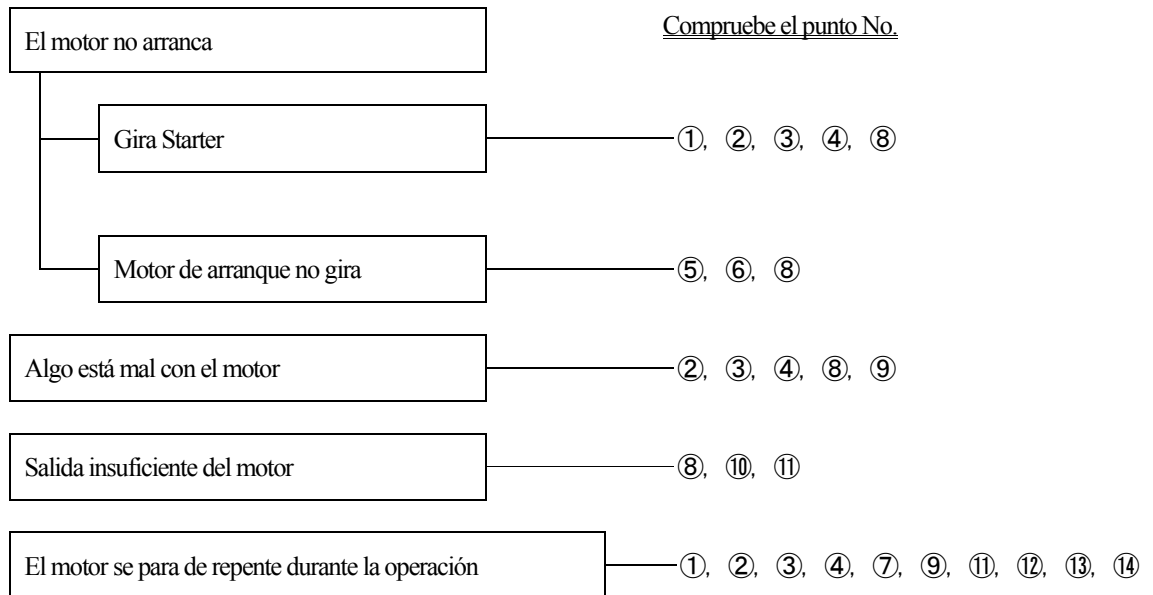 El motor no arranca
Compruebe el punto No.
Gira Starter
①, ②, ③, ④, ⑧
Motor de arranque no gira
⑤, ⑥, ⑧
Algo está mal con el motor
②, ③, ④, ⑧, ⑨
Salida insuficiente del motor
⑧, ⑩, ⑪
El motor se para de repente durante la operación
①, ②, ③, ④, ⑦, ⑨, ⑪, ⑫, ⑬, ⑭